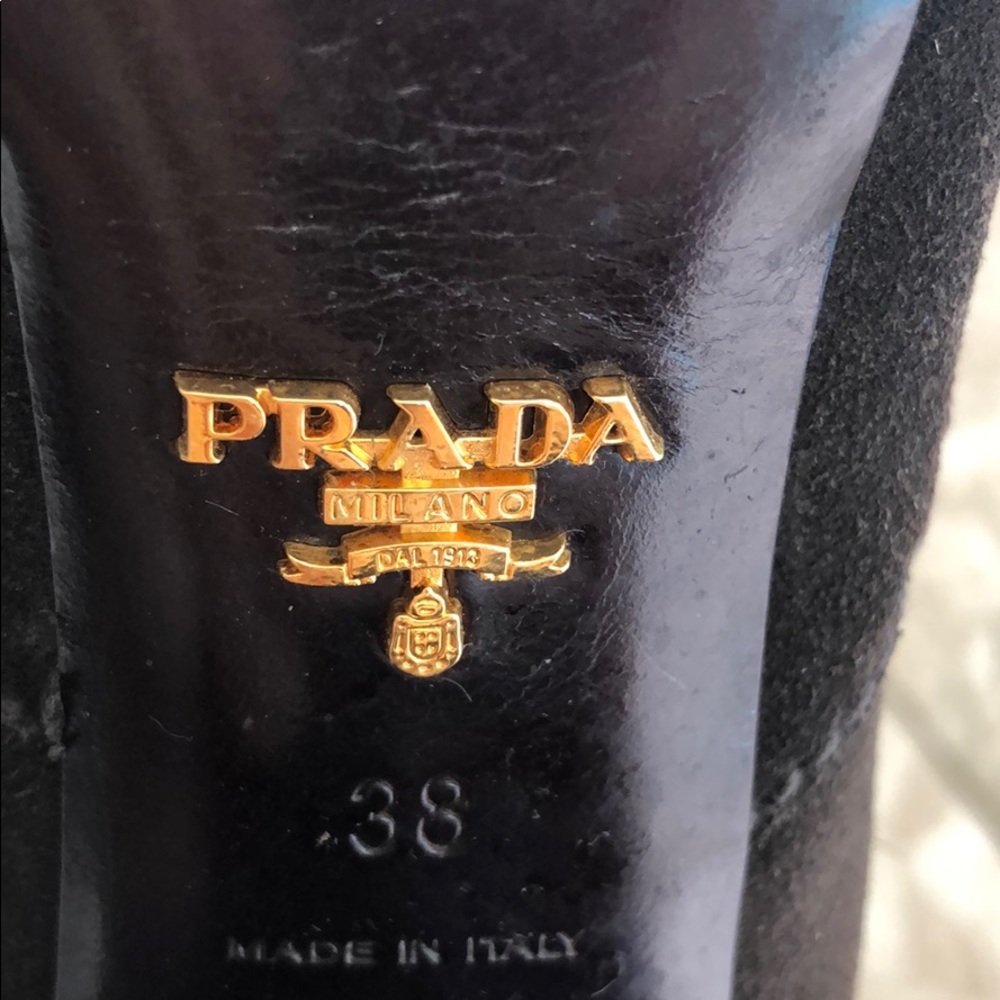 PRADA
MILANO
DAL 1913
38
MADE IN ITALY